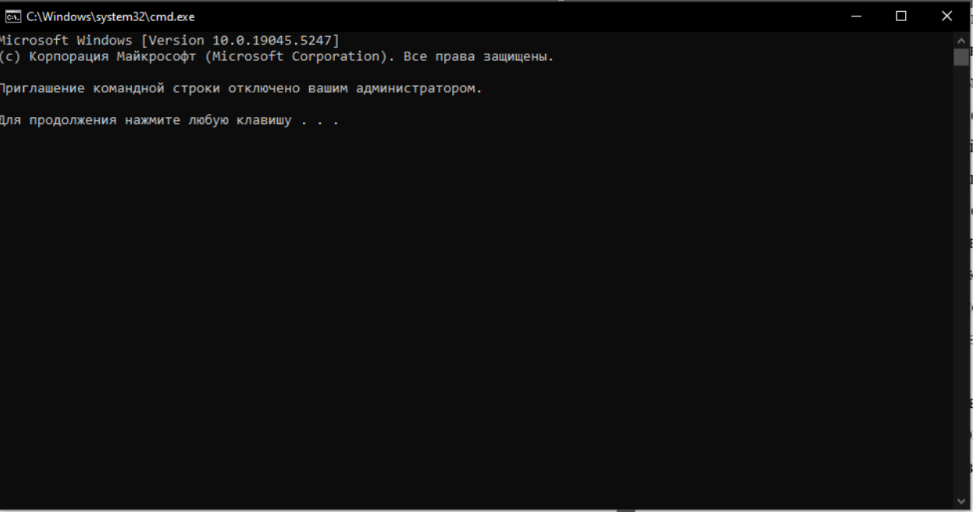 C:\Windows\system32\cmd.exe
Microsoft Windows [Version 10.0.19045.5247]
(c) Корпорация Майкрософт (Microsoft Corporation). Все права защищены.
Приглашение командной строки отключено вашим администратором.
Для продолжения нажмите любую клавишу . . .